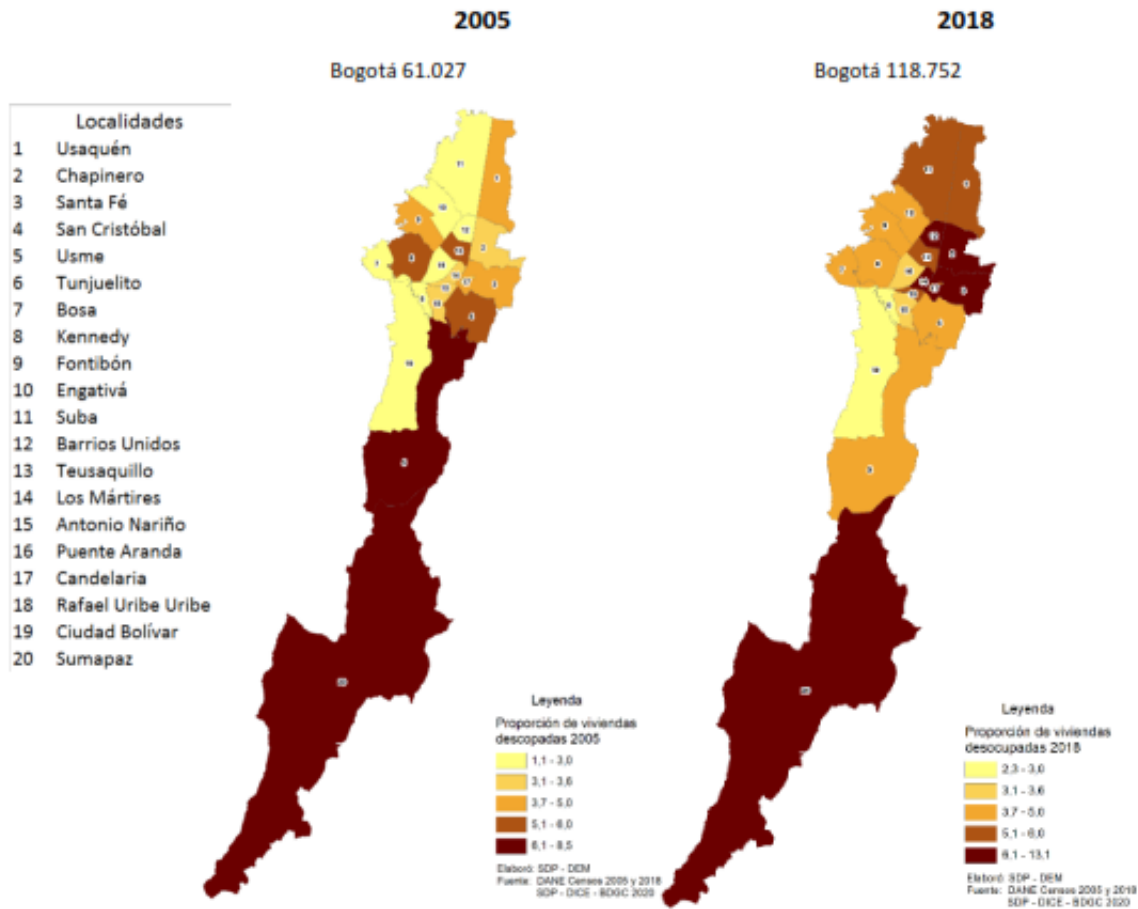 2005
2018
Bogotá 61.027
Bogotá 118.752
Localidades
1 Usaquén
2 Chapinero
3 Santa Fé
4 San Cristóbal
5 Usme
6 Tunjuelito
7 Bosa
8 Kennedy
9 Fontibón
10 Engativá
11 Suba
12 Barrios Unidos
13 Teusaquillo
14 Los Mártires
15 Antonio Nariño
16 Puente Aranda
17 Candelaria
18 Rafael Uribe Uribe
19 Ciudad Bolívar
20 Sumapaz
Leyenda
Proporción de viviendas
descopadas 2005
1,1 - 3,0
3,1 - 3,6
3,7 - 5,0
5,1 - 6,0
6,1 - 8,5
Elaboró: SDP - DEM
Fuente: DANE Censos 2005 y 2018
SDP - DICE - BDGC 2020
Leyenda
Proporción de viviendas
desocupadas 2018
2,3 - 3,0
3,1 - 3,6
3,7 - 5,0
5,1 - 6,0
6,1 - 13,1
Elaboró: SDP - DEM
Fuente: DANE Censos 2005 y 2018
SDP - DICE - BDGC 2020